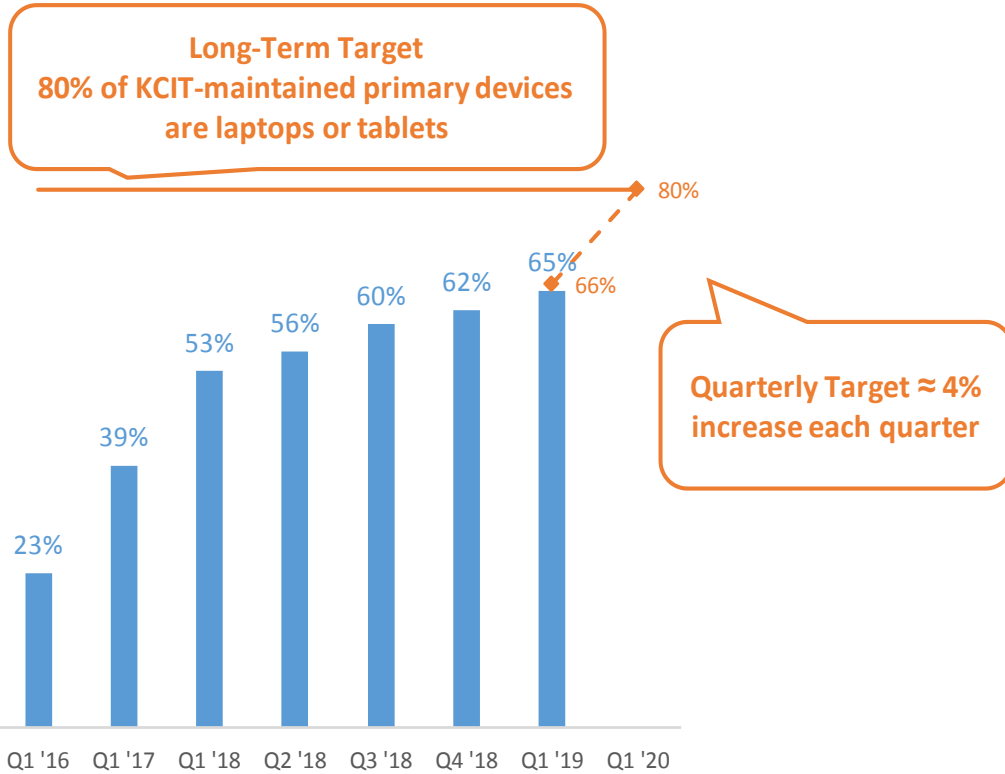 Long-Term Target
80% of KCIT-maintained primary devices
are laptops or tablets
80%
65%
66%
62%
60%
56%
53%
39%
23%
Quarterly Target ≈ 4%
increase each quarter
Q1 '16 Q1 '17 Q1 '18 Q2 '18 Q3 '18 Q4 '18 Q1 '19 Q1 '20